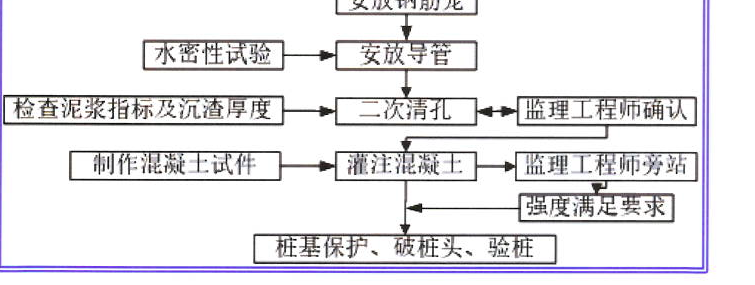 安放钢筋笼
水密性试验 安放导管
检查泥浆指标及沉渣厚度 二次清孔 监理工程师确认
制作混凝土试件 灌注混凝土 监理工程师旁站
强度满足要求
桩基保护、破桩头、验桩